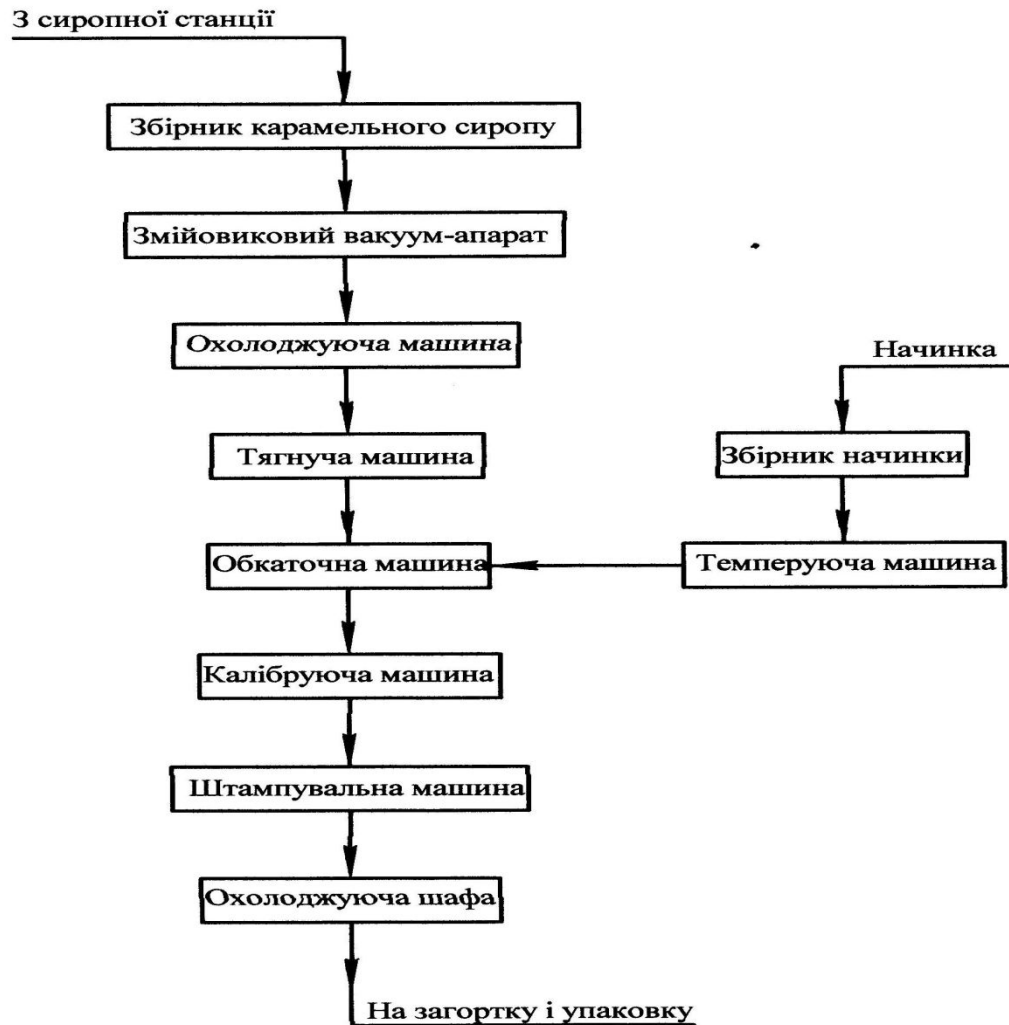 З сиропної станції
Збірник карамельного сиропу
Змійовиковий вакуум-апарат
Охолоджуюча машина
Тягнуча машина
Обкаточна машина
Калібруюча машина
Штампувальна машина
Охолоджуюча шафа
На загортку і упаковку
Начинка
Збірник начинки
Темперуюча машина